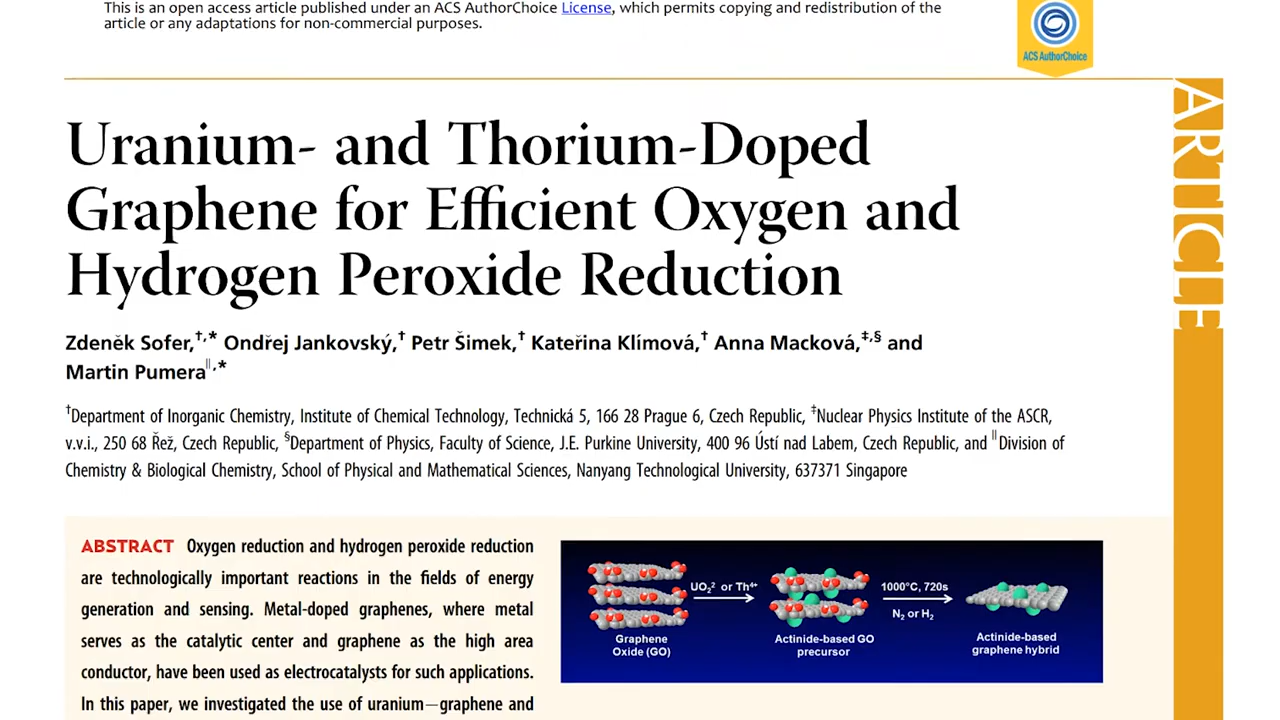 This is an open access article published under an ACS AuthorChoice License, which permits copying and redistribution of the
article or any adaptations for non-commercial purposes.
ACS AuthorChoice
ARTICLE
Uranium- and Thorium-Doped
Graphene for Efficient Oxygen and
Hydrogen Peroxide Reduction
Zdeněk Sofer,†,* Ondřej Jankovský,† Petr Šimek,† Kateřina Klímová,† Anna Macková,‡,§ and
Martin Pumera∥,*
†Department of Inorganic Chemistry, Institute of Chemical Technology, Technická 5, 166 28 Prague 6, Czech Republic, ‡Nuclear Physics Institute of the ASCR,
v.v.i., 250 68 Řež, Czech Republic, §Department of Physics, Faculty of Science, J.E. Purkine University, 400 96 Ústí nad Labem, Czech Republic, and ∥Division of
Chemistry & Biological Chemistry, School of Physical and Mathematical Sciences, Nanyang Technological University, 637371 Singapore
ABSTRACT Oxygen reduction and hydrogen peroxide reduction
are technologically important reactions in the fields of energy
generation and sensing. Metal-doped graphenes, where metal
serves as the catalytic center and graphene as the high area
conductor, have been used as electrocatalysts for such applications.
In this paper, we investigated the use of uranium—graphene and
UO₂² or Th⁴⁺
1000°C, 720s
N₂ or H₂
Graphene
Oxide (GO)
Actinide-based GO
precursor
Actinide-based
graphene hybrid